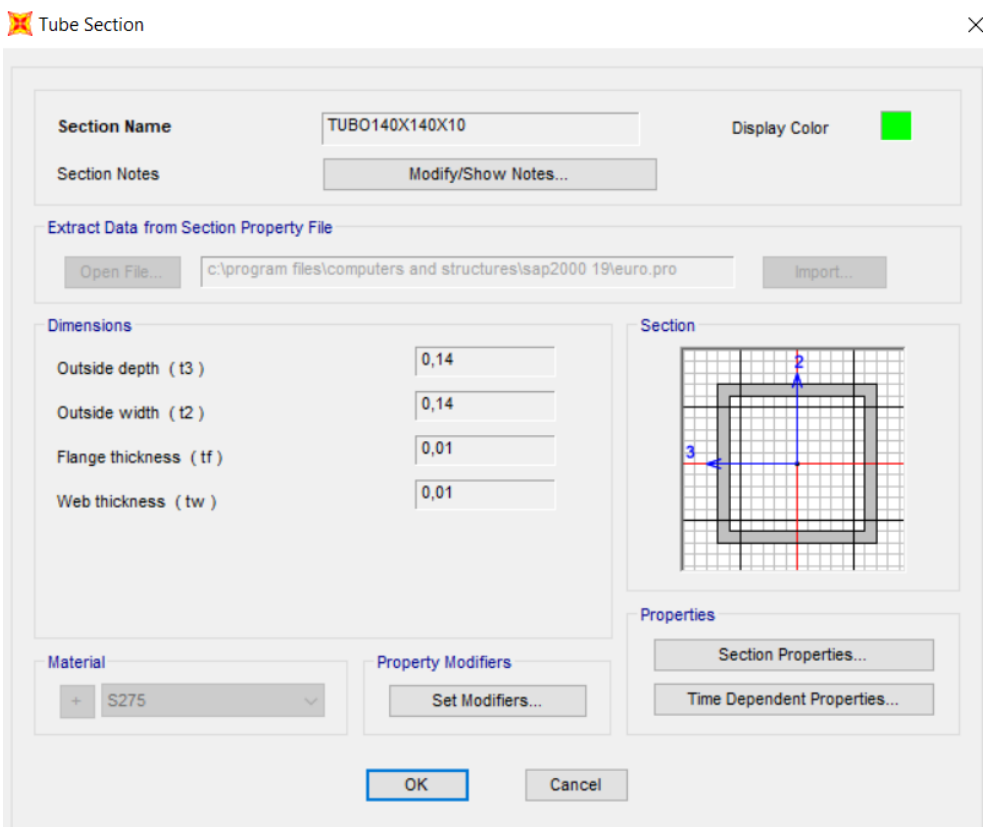 Tube Section
Section Name TUBO140X140X10 Display Color
Section Notes Modify/Show Notes...
Extract Data from Section Property File
Open File... c:\program files\computers and structures\sap2000 19\euro.pro Import...
Dimensions
Outside depth ( t3 ) 0,14
Outside width ( t2 ) 0,14
Flange thickness ( tf ) 0,01
Web thickness ( tw ) 0,01
Section
2
3
Properties
Section Properties...
Time Dependent Properties...
Material
+ S275
Property Modifiers
Set Modifiers...
OK Cancel